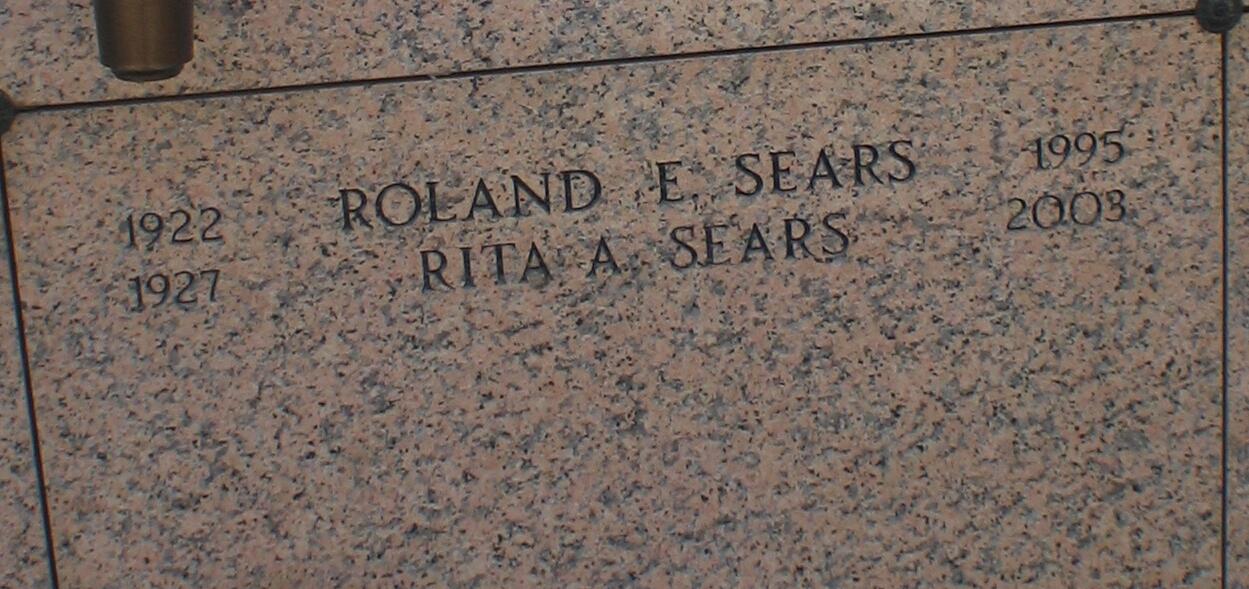 1922 ROLAND E. SEARS 1995
1927 RITA A. SEARS 2003